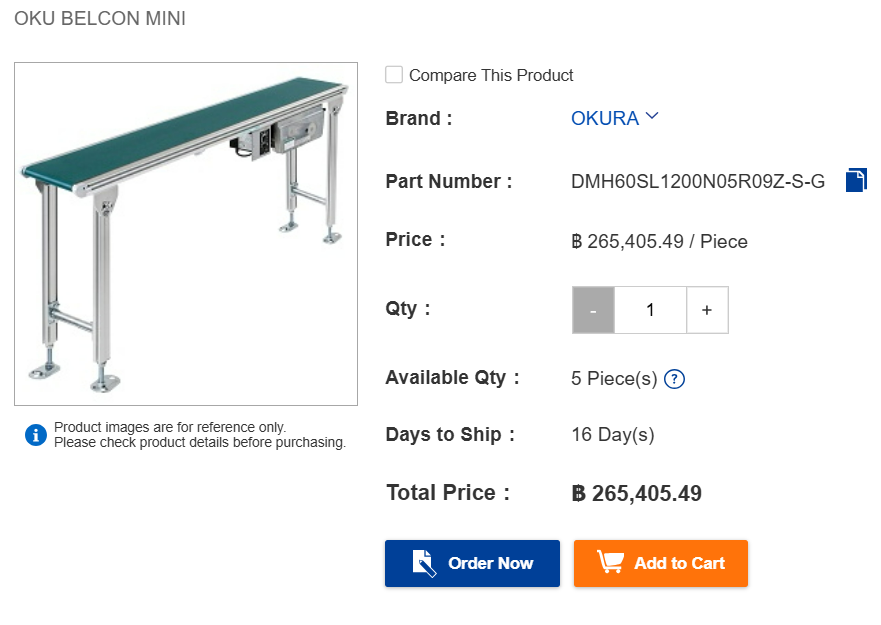 OKU BELCON MINI
Compare This Product
Brand :
OKURA
Part Number :
DMH60SL1200N05R09Z-S-G
Price :
฿ 265,405.49 / Piece
Qty :
- 1 +
Available Qty :
5 Piece(s) ?
Days to Ship :
16 Day(s)
Total Price :
฿ 265,405.49
Order Now
Add to Cart
i
Product images are for reference only.
Please check product details before purchasing.